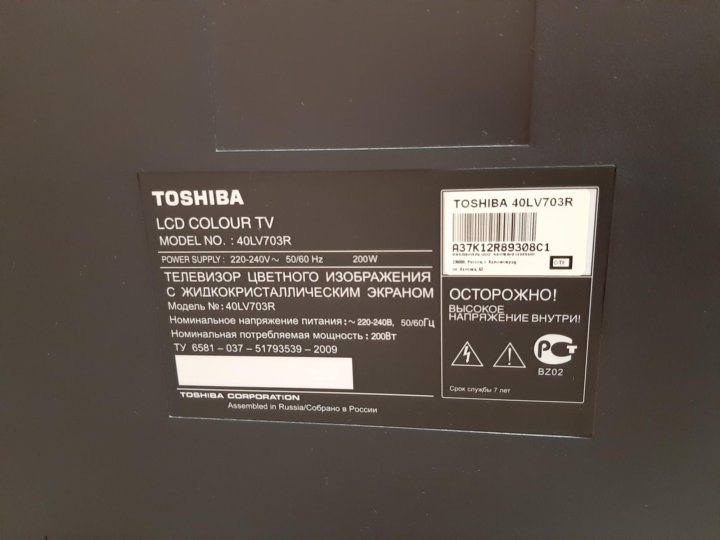 TOSHIBA
LCD COLOUR TV
MODEL NO. : 40LV703R
POWER SUPPLY : 220-240V~ 50/60 Hz 200W
ТЕЛЕВИЗОР ЦВЕТНОГО ИЗОБРАЖЕНИЯ
С ЖИДКОКРИСТАЛЛИЧЕСКИМ ЭКРАНОМ
Модель №: 40LV703R
Номинальное напряжение питания: ~ 220-240В, 50/60Гц
Номинальная потребляемая мощность : 200Вт
ТУ 6581 - 037 - 51793539 - 2009
TOSHIBA CORPORATION
Assembled in Russia/Собрано в России
TOSHIBA 40LV703R
A37K12R89308C1
Россия, г. Калининград
ОТК
ОСТОРОЖНО!
ВЫСОКОЕ
НАПРЯЖЕНИЕ ВНУТРИ!
BZ02
Срок службы 7 лет